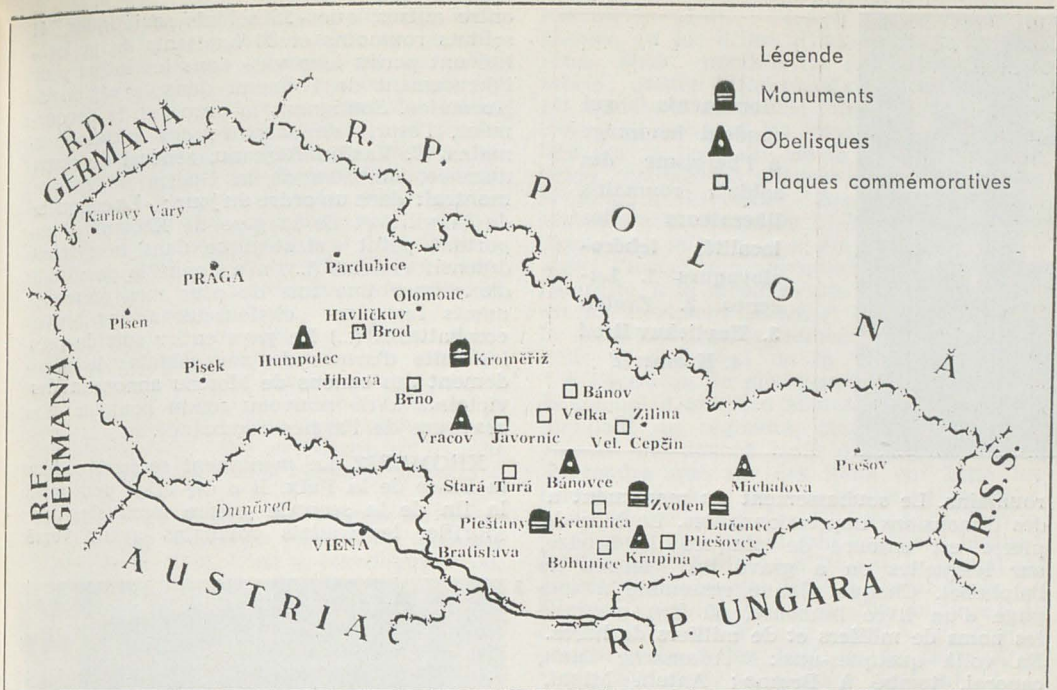 Légende
Monuments
Obelisques
Plaques commémoratives
R.D.
GERMANĂ
R. P. POLONĂ
Karlovy Vary
PRAGA
Pardubice
Olomouc
Plsen
Havličkuv
Brod
Humpolec
Kroměřiž
Pisek
Jihlava
Brno
Bánov
Velka
Zilina
Vracov
Javornic
Vel. Cepčin
R.F.
GERMANĂ
Stará Turá
Bánovce
Michalova
Prešov
Dunărea
Zvolen
Pieštany
Kremnica
Lučenec
VIENA
Bratislava
Bohunice
Krupina
Pliešovce
U.R.S.S.
AUSTRIA
R. P. UNGARĂ